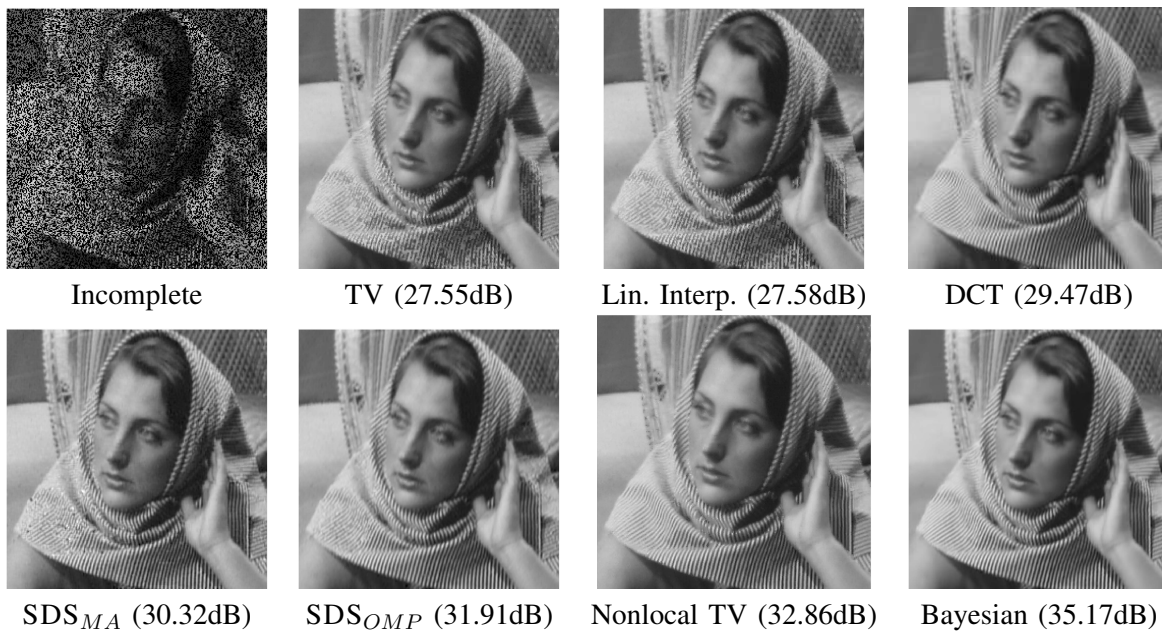 Incomplete TV (27.55dB) Lin. Interp. (27.58dB) DCT (29.47dB)
SDS_MA (30.32dB) SDS_OMP (31.91dB) Nonlocal TV (32.86dB) Bayesian (35.17dB)